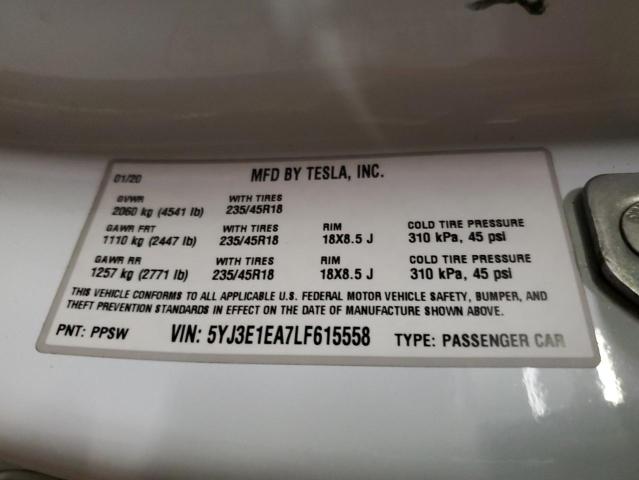 01/20 MFD BY TESLA, INC.
GVWR WITH TIRES
2060 kg (4541 lb) 235/45R18
GAWR FRT WITH TIRES RIM COLD TIRE PRESSURE
1110 kg (2447 lb) 235/45R18 18X8.5 J 310 kPa, 45 psi
GAWR RR WITH TIRES RIM COLD TIRE PRESSURE
1257 kg (2771 lb) 235/45R18 18X8.5 J 310 kPa, 45 psi
THIS VEHICLE CONFORMS TO ALL APPLICABLE U.S. FEDERAL MOTOR VEHICLE SAFETY, BUMPER, AND
THEFT PREVENTION STANDARDS IN EFFECT ON THE DATE OF MANUFACTURE SHOWN ABOVE.
PNT: PPSW VIN: 5YJ3E1EA7LF615558 TYPE: PASSENGER CAR